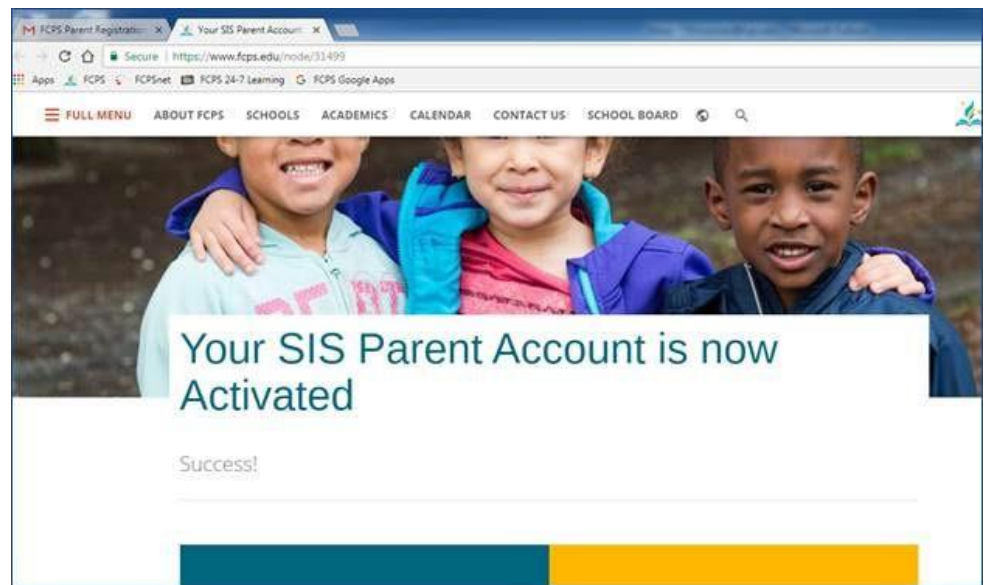 FCPS Parent Registration
Your SIS Parent Account
Secure https://www.fcps.edu/node/31499
Apps FCPS FCPSnet FCPS 24-7 Learning G FCPS Google Apps
FULL MENU ABOUT FCPS SCHOOLS ACADEMICS CALENDAR CONTACT US SCHOOL BOARD
Your SIS Parent Account is now
Activated
Success!